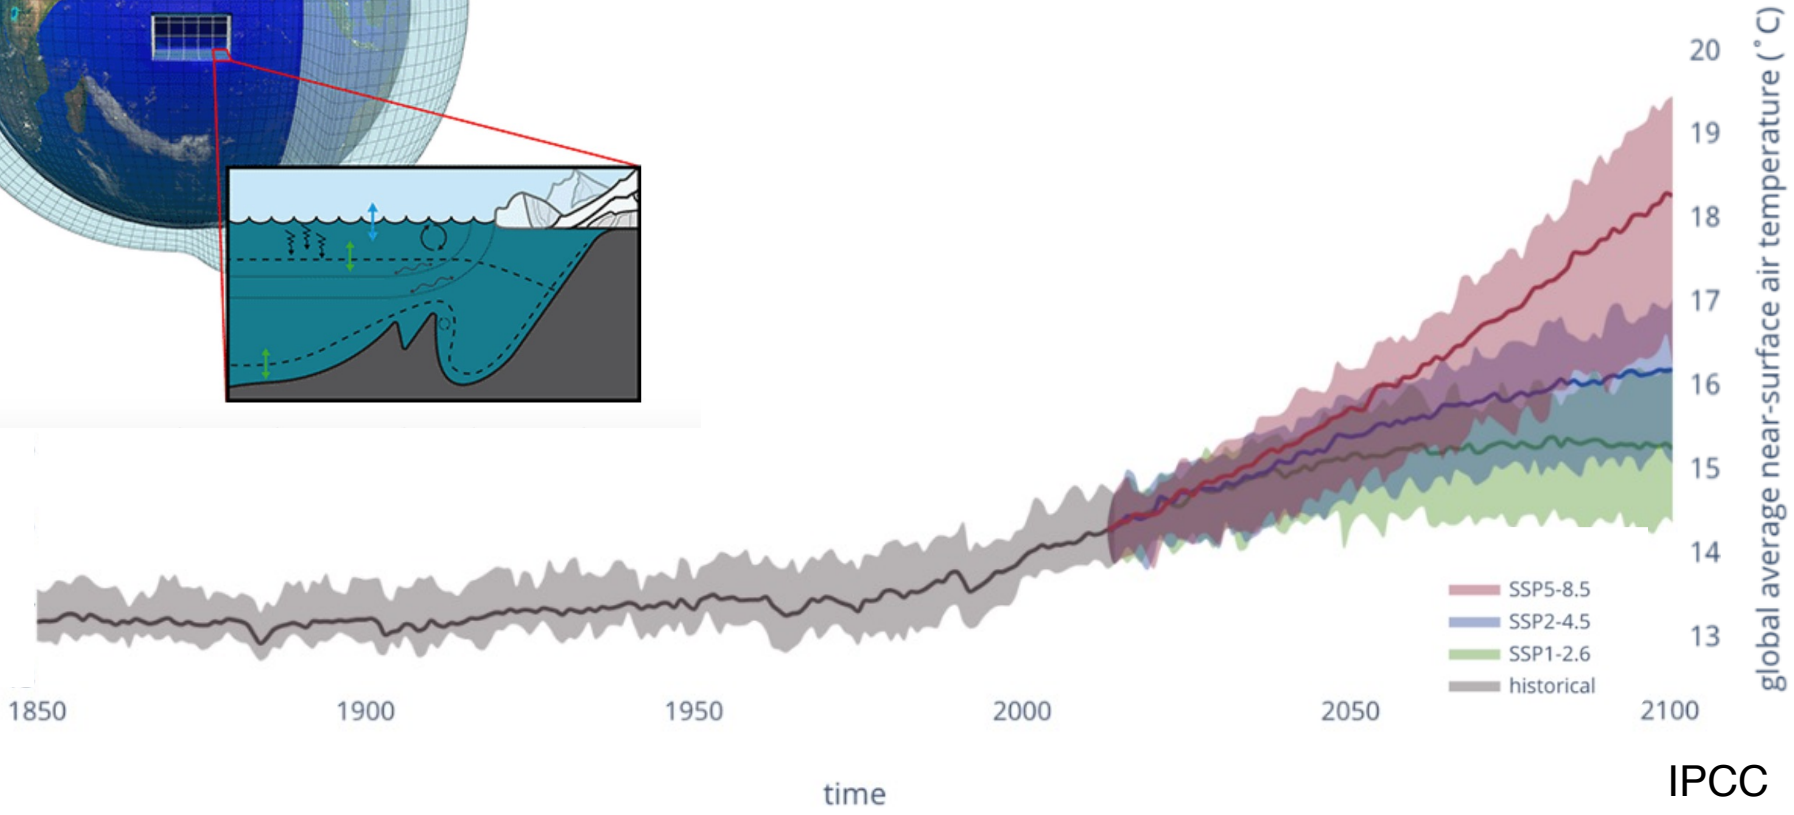 20
19
18
17
16
15
14
13
global average near-surface air temperature (°C)
SSP5-8.5
SSP2-4.5
SSP1-2.6
historical
1850 1900 1950 2000 2050 2100
time
IPCC